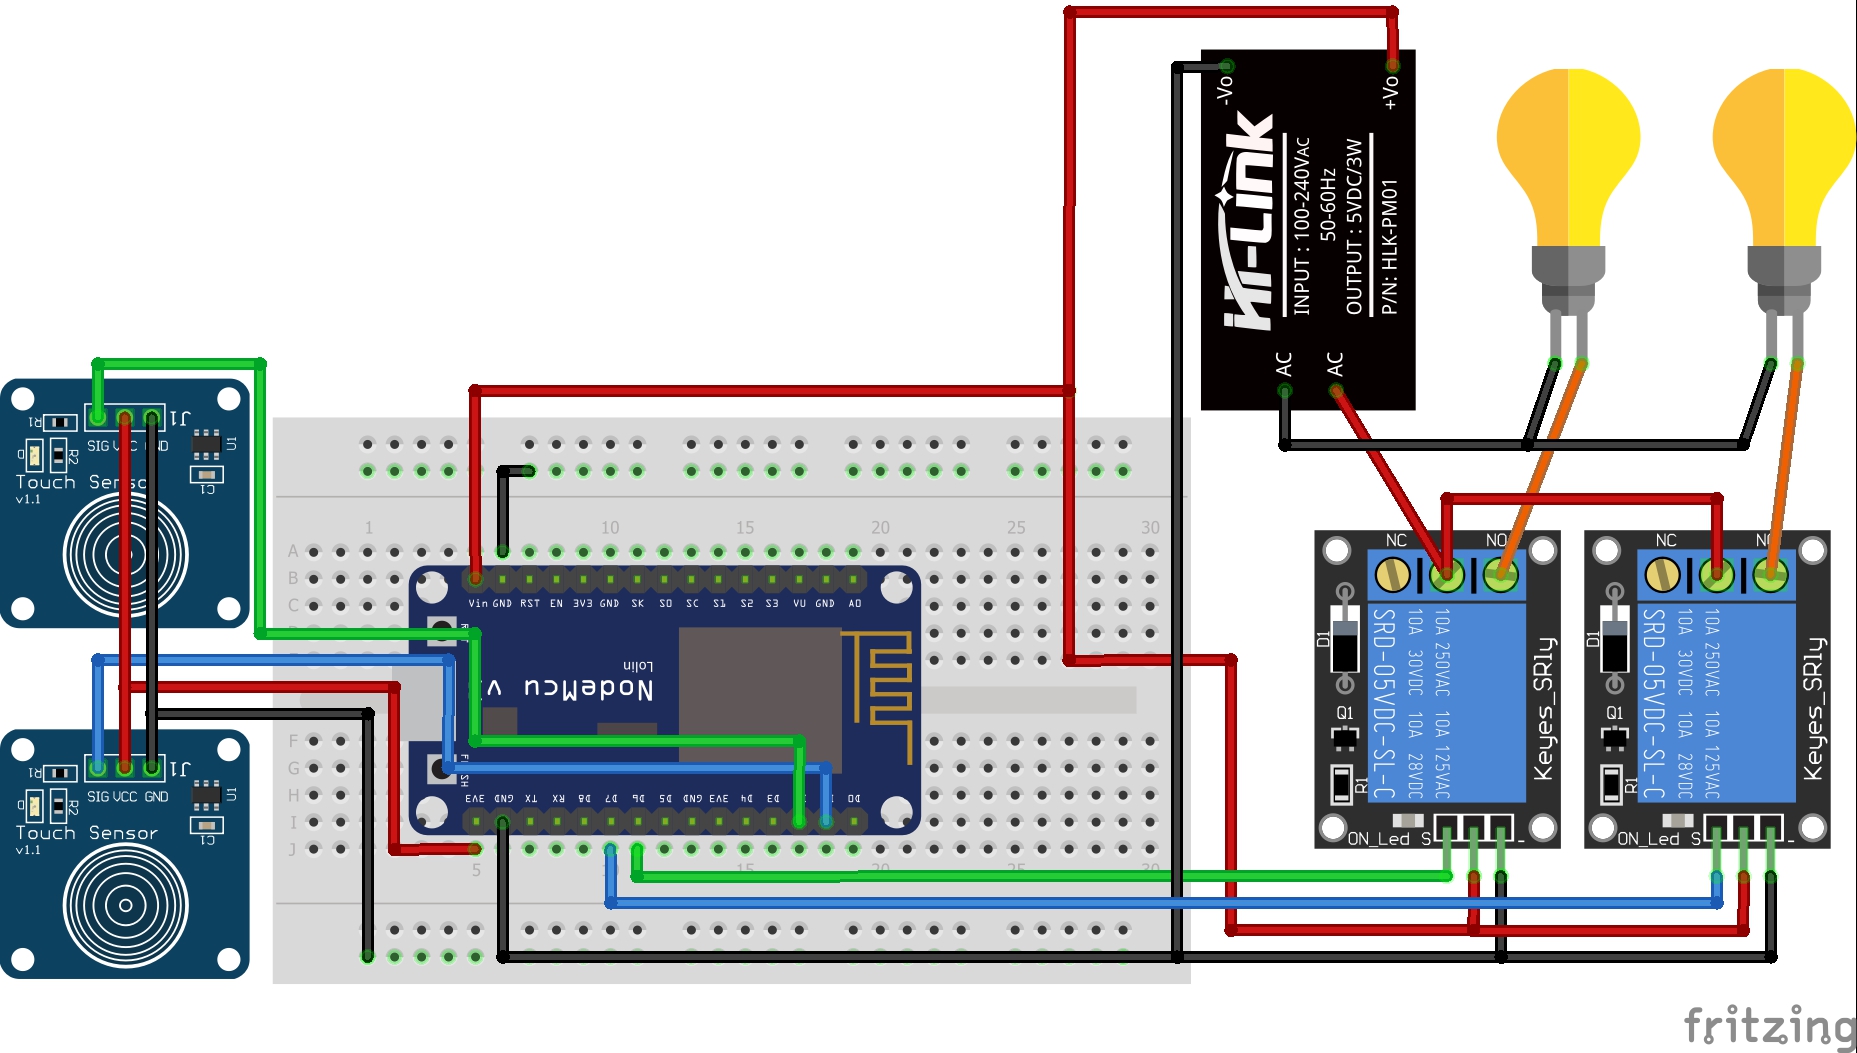 -Vo
+Vo
Hi-Link
INPUT : 100-240VAC
50-60Hz
OUTPUT : 5VDC/3W
P/N: HLK-PM01
AC
AC
R1
J1
U1
D
R2
SIG VCC GND
C1
Touch Sensor
v1.1
R1
J1
U1
D
R2
SIG VCC GND
C1
Touch Sensor
v1.1
1
10
15
20
25
30
A
B
C
F
G
H
I
J
5
20
Vin GND RST EN 3V3 GND SK SO SC S1 S2 S3 VU GND A0
Lolin
NodeMcu v
3V3 GND TX RX D8 D7 D6 D5 GND 3V3 D4 D3 D0
NC
NO
D1
Q1
R1
SRD-05VDC-SL-C
10A 30VDC 10A 28VDC
10A 250VAC 10A 125VAC
Keyes_SRly
ON_Led S
-
NC
D1
Q1
R1
SRD-05VDC-SL-C
10A 30VDC 10A 28VDC
10A 250VAC 10A 125VAC
Keyes_SRly
ON_Led S
-
fritzing